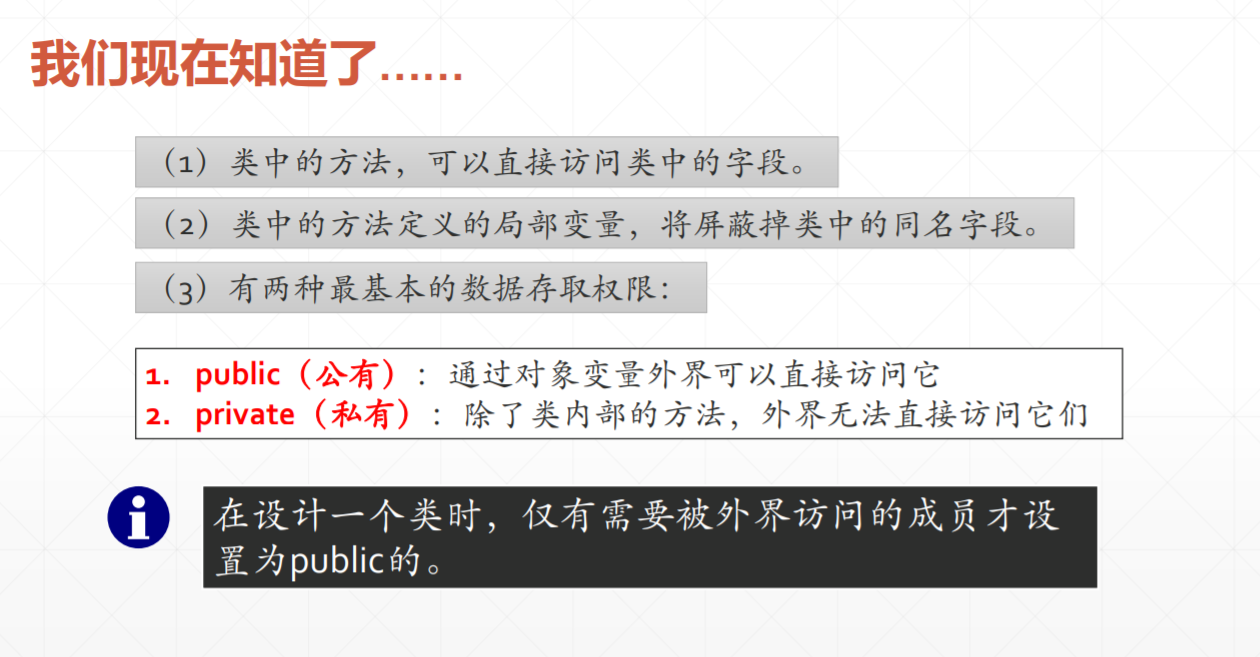 我们现在知道了……
（1）类中的方法，可以直接访问类中的字段。
（2）类中的方法定义的局部变量，将屏蔽掉类中的同名字段。
（3）有两种最基本的数据存取权限：
1. public（公有）：通过对象变量外界可以直接访问它
2. private（私有）：除了类内部的方法，外界无法直接访问它们
在设计一个类时，仅有需要被外界访问的成员才设
置为public的。